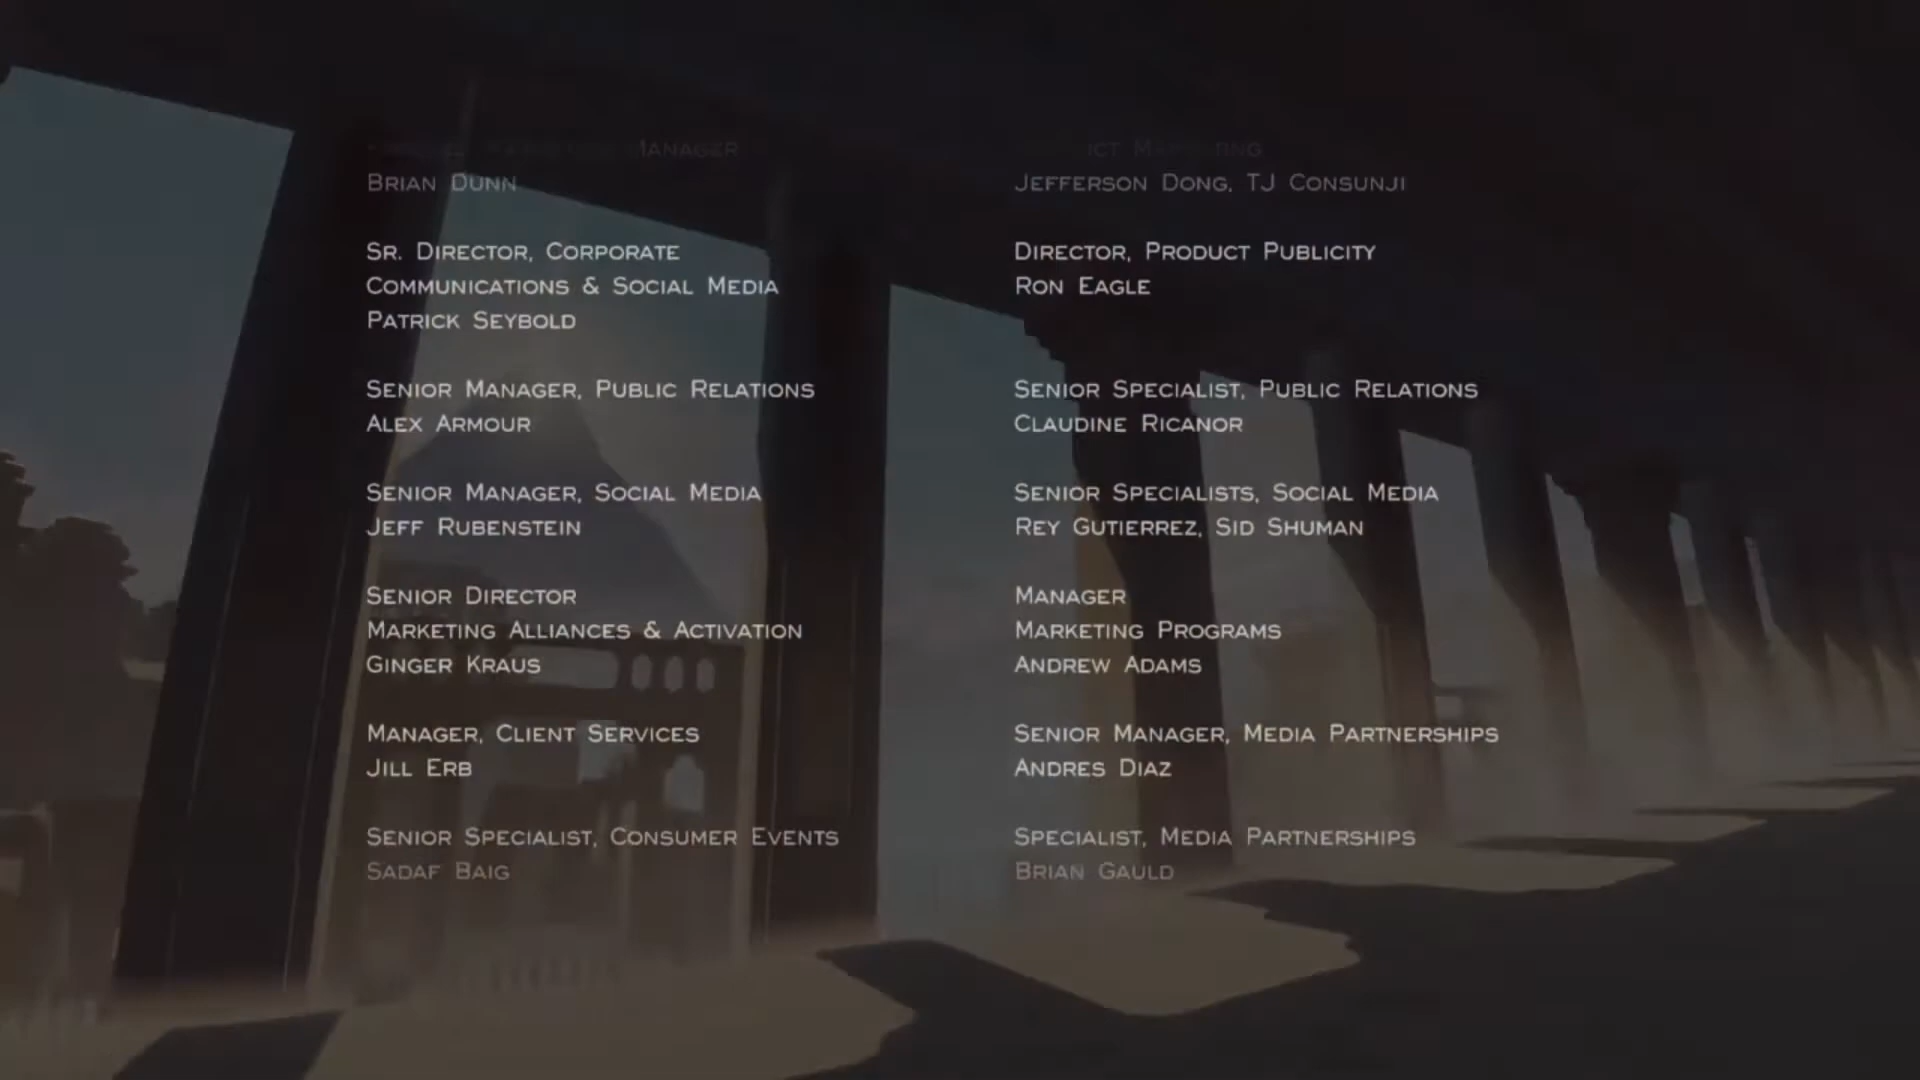 Manager
Brian Dunn
Sr. Director, Corporate
Communications & Social Media
Patrick Seybold
Senior Manager, Public Relations
Alex Armour
Senior Manager, Social Media
Jeff Rubenstein
Senior Director
Marketing Alliances & Activation
Ginger Kraus
Manager, Client Services
Jill Erb
Senior Specialist, Consumer Events
Sadaf Baig
Jefferson Dong, TJ Consunji
Director, Product Publicity
Ron Eagle
Senior Specialist, Public Relations
Claudine Ricanor
Senior Specialists, Social Media
Rey Gutierrez, Sid Shuman
Manager
Marketing Programs
Andrew Adams
Senior Manager, Media Partnerships
Andres Diaz
Specialist, Media Partnerships
Brian Gauld